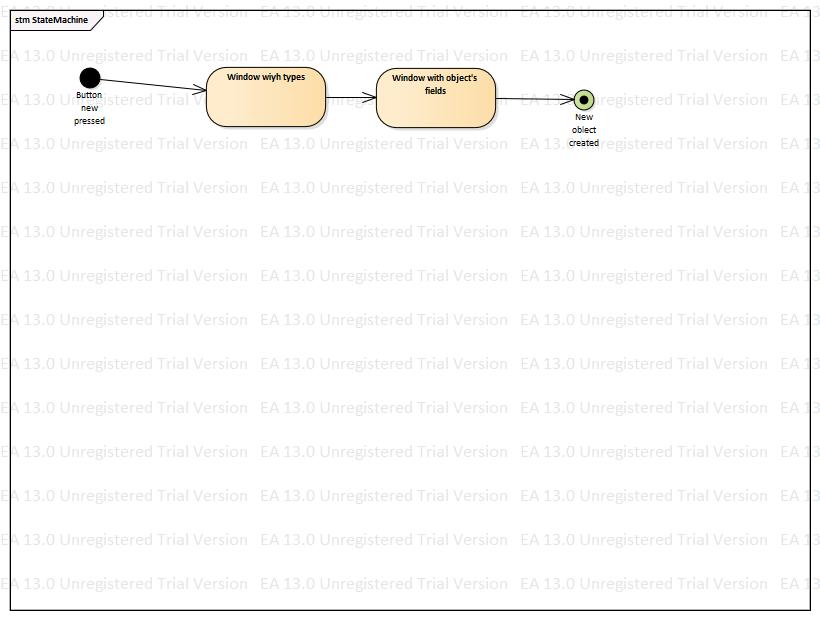 EA 13.0 Unregistered Trial Version EA 13.0 Unregistered Trial Version EA 13.0 Unregistered Trial Version EA 13
stm StateMachine
EA 13.0 Unregistered Trial Version EA 13.0 Unregistered Trial Version EA 13.0 Unregistered Trial Version EA 13
Window wiyh types
Window with object's
fields
Button
new
pressed
EA 13.0 Unregistered Trial Version EA 13.0 Unregistered Trial Version EA 13.0 Unregistered Trial Version EA 13
New
object
created
EA 13.0 Unregistered Trial Version EA 13.0 Unregistered Trial Version EA 13.0 Unregistered Trial Version EA 13
EA 13.0 Unregistered Trial Version EA 13.0 Unregistered Trial Version EA 13.0 Unregistered Trial Version EA 13
EA 13.0 Unregistered Trial Version EA 13.0 Unregistered Trial Version EA 13.0 Unregistered Trial Version EA 13
EA 13.0 Unregistered Trial Version EA 13.0 Unregistered Trial Version EA 13.0 Unregistered Trial Version EA 13
EA 13.0 Unregistered Trial Version EA 13.0 Unregistered Trial Version EA 13.0 Unregistered Trial Version EA 13
EA 13.0 Unregistered Trial Version EA 13.0 Unregistered Trial Version EA 13.0 Unregistered Trial Version EA 13
EA 13.0 Unregistered Trial Version EA 13.0 Unregistered Trial Version EA 13.0 Unregistered Trial Version EA 13
EA 13.0 Unregistered Trial Version EA 13.0 Unregistered Trial Version EA 13.0 Unregistered Trial Version EA 13
EA 13.0 Unregistered Trial Version EA 13.0 Unregistered Trial Version EA 13.0 Unregistered Trial Version EA 13
EA 13.0 Unregistered Trial Version EA 13.0 Unregistered Trial Version EA 13.0 Unregistered Trial Version EA 13
EA 13.0 Unregistered Trial Version EA 13.0 Unregistered Trial Version EA 13.0 Unregistered Trial Version EA 13